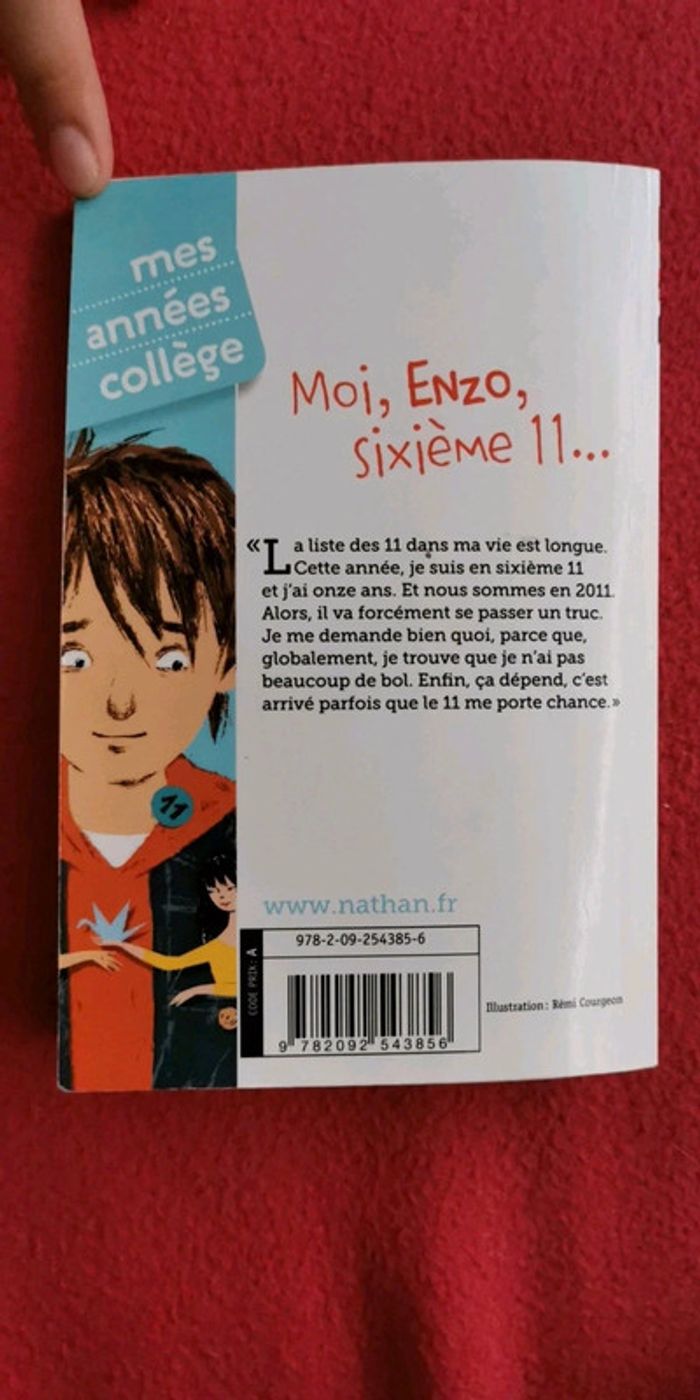 mes
années
collège
Moi, ENZO,
sixième 11...
« La liste des 11 dans ma vie est longue.
Cette année, je suis en sixième 11
et j'ai onze ans. Et nous sommes en 2011.
Alors, il va forcément se passer un truc.
Je me demande bien quoi, parce que,
globalement, je trouve que je n'ai pas
beaucoup de bol. Enfin, ça dépend, c'est
arrivé parfois que le 11 me porte chance. »
11
www.nathan.fr
CODE PRIX : A
978-2-09-254385-6
9 782092 543856
Illustration : Rémi Courgeon